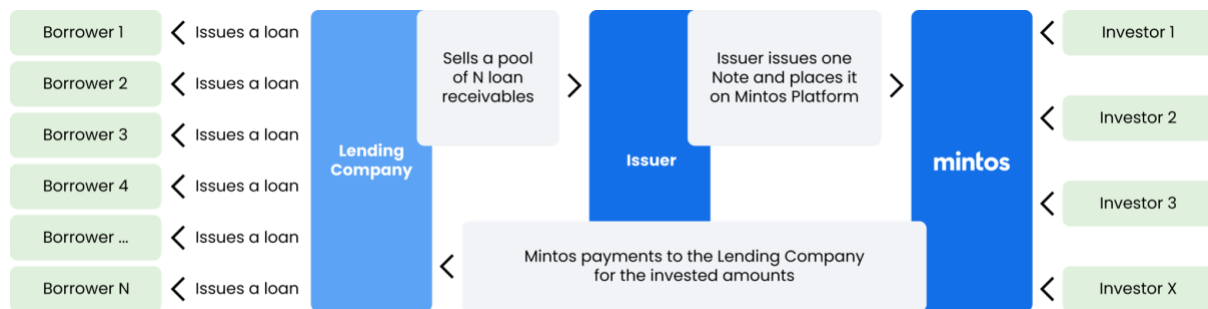 Borrower 1
Issues a loan
Borrower 2
Issues a loan
Borrower 3
Issues a loan
Borrower 4
Issues a loan
Borrower ...
Issues a loan
Borrower N
Issues a loan
Lending
Company
Sells a pool
of N loan
receivables
Issuer
Issuer issues one
Note and places it
on Mintos Platform
Mintos payments to the Lending Company
for the invested amounts
mintos
Investor 1
Investor 2
Investor 3
Investor X